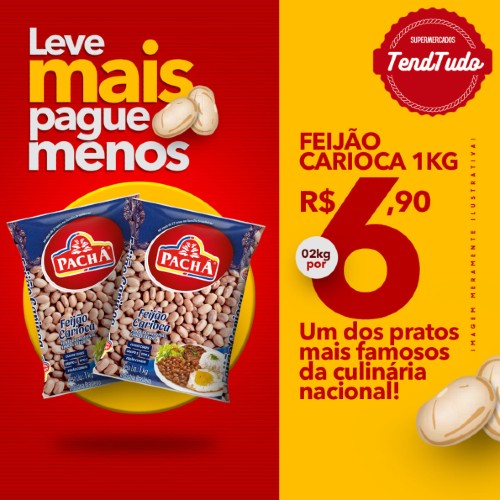 Leve
mais
pague
menos
SUPERMERCADOS
TendTudo
FEIJÃO
CARIOCA 1KG
R$ 6,90
02kg
por
Um dos pratos
mais famosos
da culinária
nacional!
IMAGEM MERAMENTE ILUSTRATIVA!
PACHÁ
Feijão
Carioca
PACHÁ
Feijão
Carioca